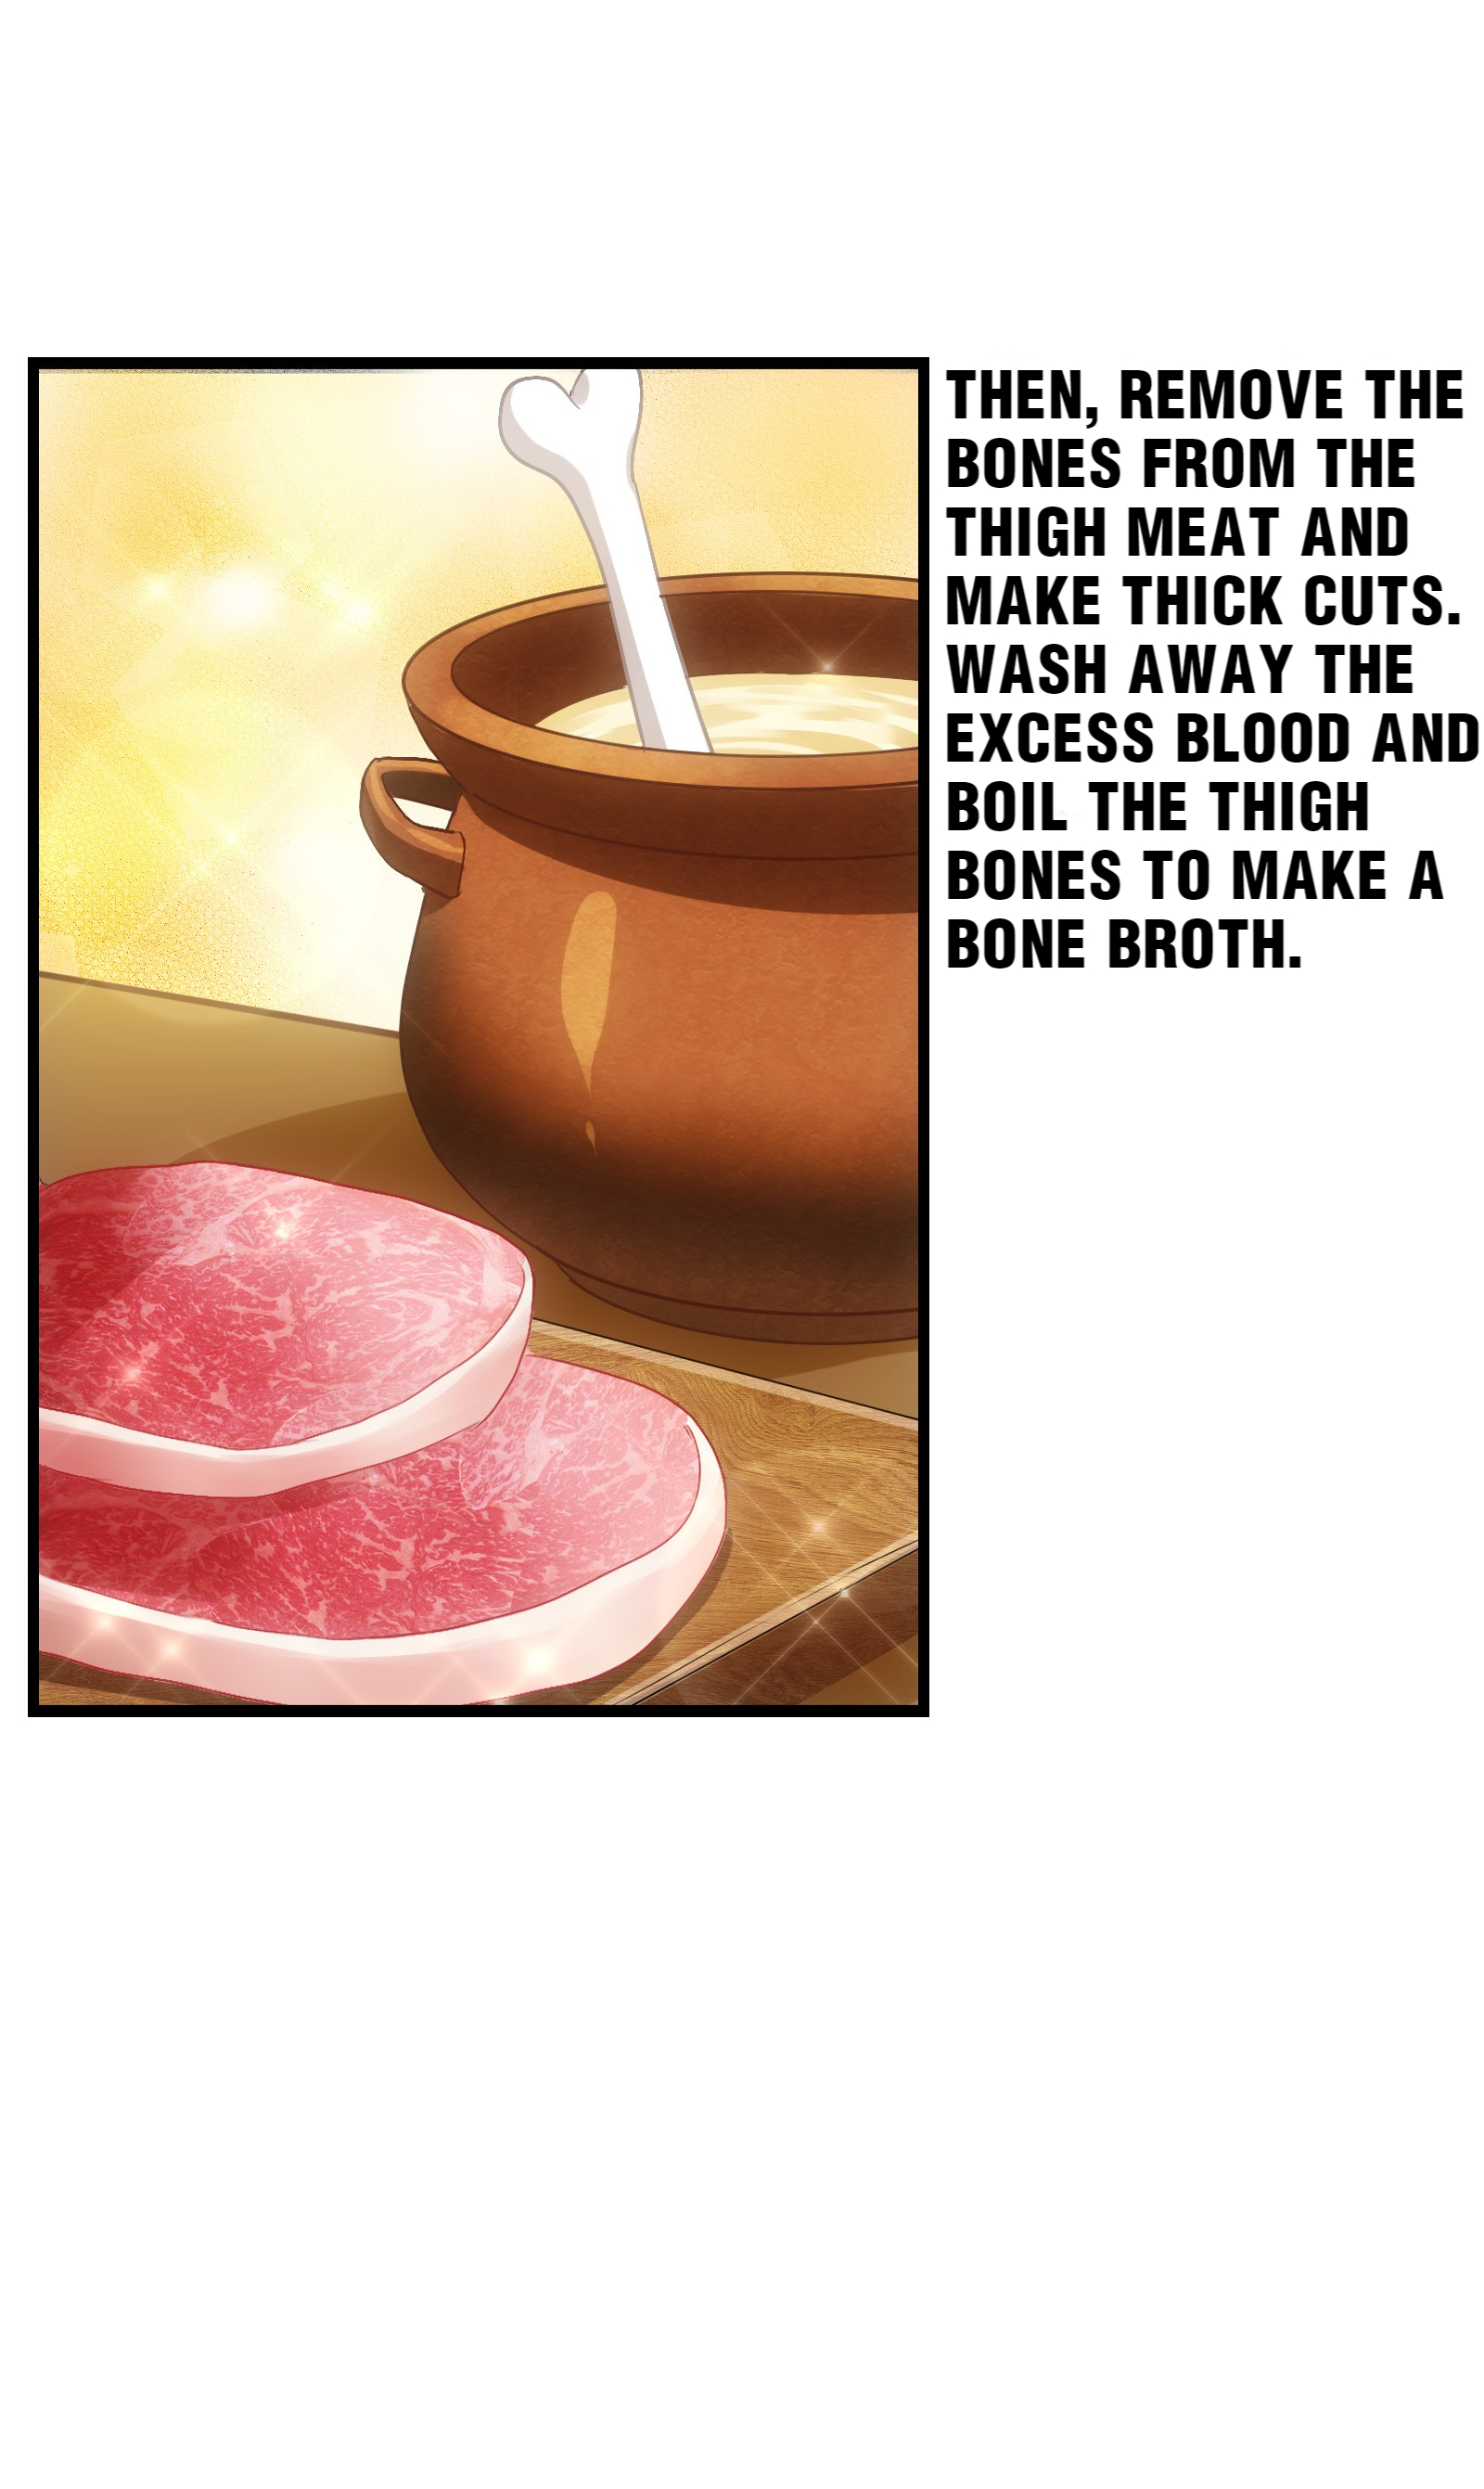 THEN, REMOVE THE
BONES FROM THE
THIGH MEAT AND
MAKE THICK CUTS.
WASH AWAY THE
EXCESS BLOOD AND
BOIL THE THIGH
BONES TO MAKE A
BONE BROTH.